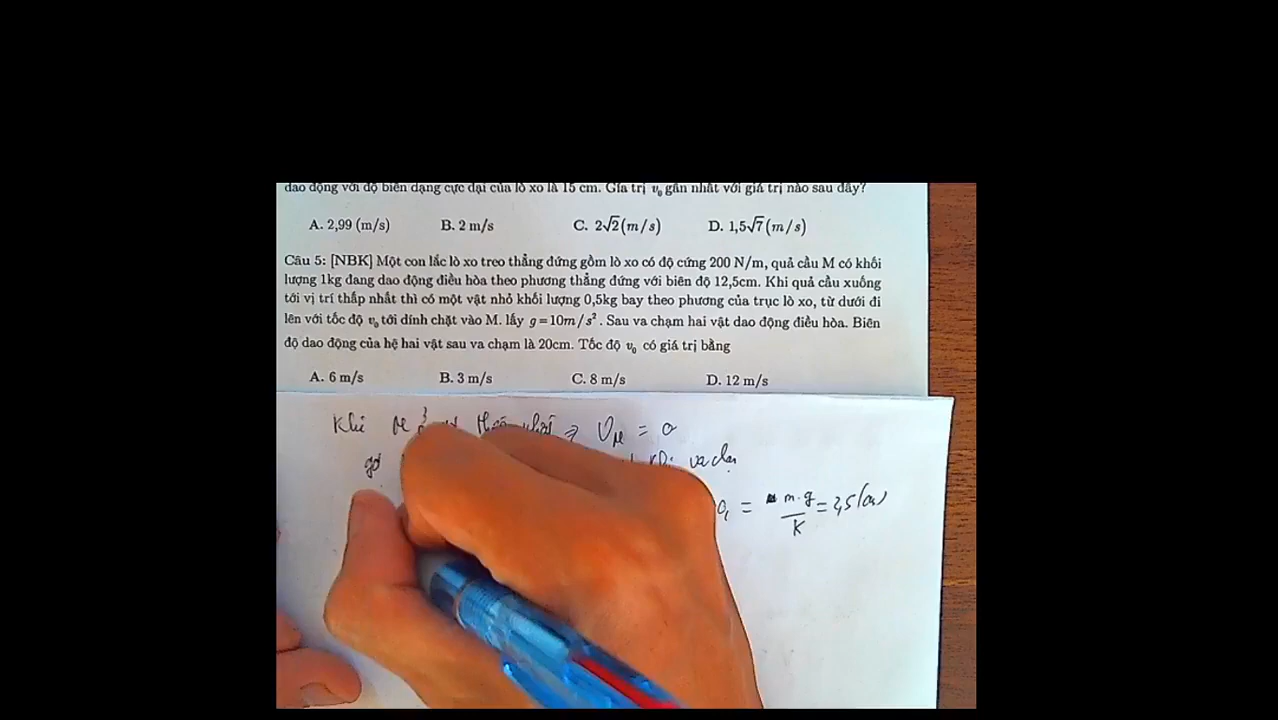 dao động với độ biến dạng cực đại của lò xo là 15 cm. Gía trị v₀ gần nhất với giá trị nào sau đây?
A. 2,99 (m/s) B. 2 m/s C. 2√2(m/s) D. 1,5√7(m/s)
Câu 5: [NBK] Một con lắc lò xo treo thẳng đứng gồm lò xo có độ cứng 200 N/m, quả cầu M có khối
lượng 1kg đang dao động điều hòa theo phương thẳng đứng với biên độ 12,5cm. Khi quả cầu xuống
tới vị trí thấp nhất thì có một vật nhỏ khối lượng 0,5kg bay theo phương của trục lò xo, từ dưới đi
lên với tốc độ v₀ tới dính chặt vào M. lấy g=10m/s². Sau va chạm hai vật dao động điều hòa. Biên
độ dao động của hệ hai vật sau va chạm là 20cm. Tốc độ v₀ có giá trị bằng
A. 6 m/s B. 3 m/s C. 8 m/s D. 12 m/s
Khi => v_M = 0
va chạm
= m.g/K = 2,5(cm)